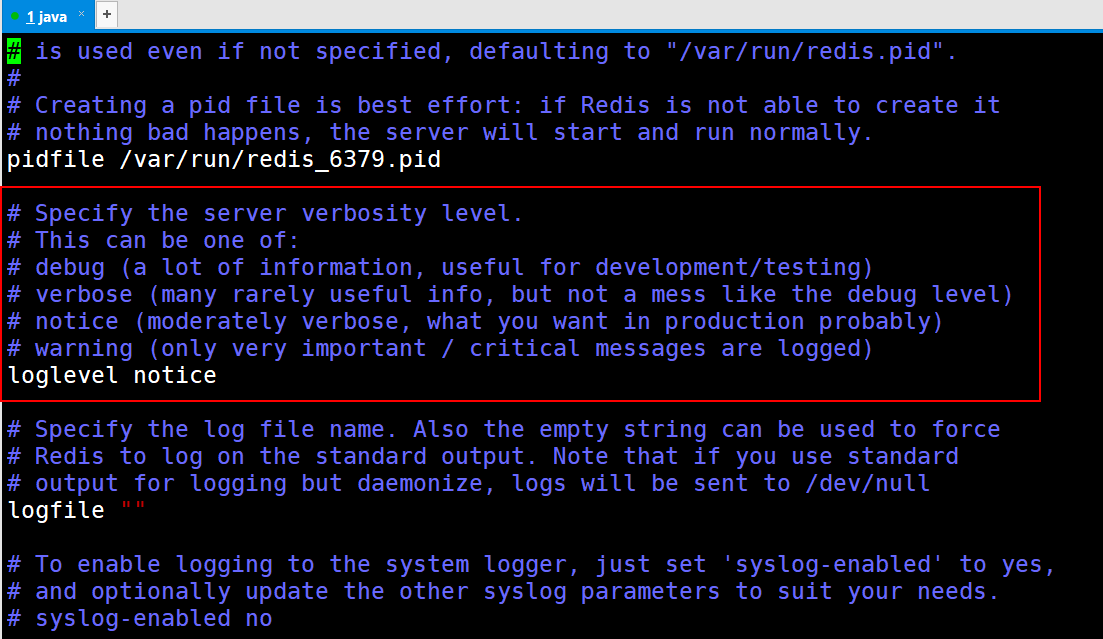 1 java × +
# is used even if not specified, defaulting to "/var/run/redis.pid".
#
# Creating a pid file is best effort: if Redis is not able to create it
# nothing bad happens, the server will start and run normally.
pidfile /var/run/redis_6379.pid
# Specify the server verbosity level.
# This can be one of:
# debug (a lot of information, useful for development/testing)
# verbose (many rarely useful info, but not a mess like the debug level)
# notice (moderately verbose, what you want in production probably)
# warning (only very important / critical messages are logged)
loglevel notice
# Specify the log file name. Also the empty string can be used to force
# Redis to log on the standard output. Note that if you use standard
# output for logging but daemonize, logs will be sent to /dev/null
logfile ""
# To enable logging to the system logger, just set 'syslog-enabled' to yes,
# and optionally update the other syslog parameters to suit your needs.
# syslog-enabled no